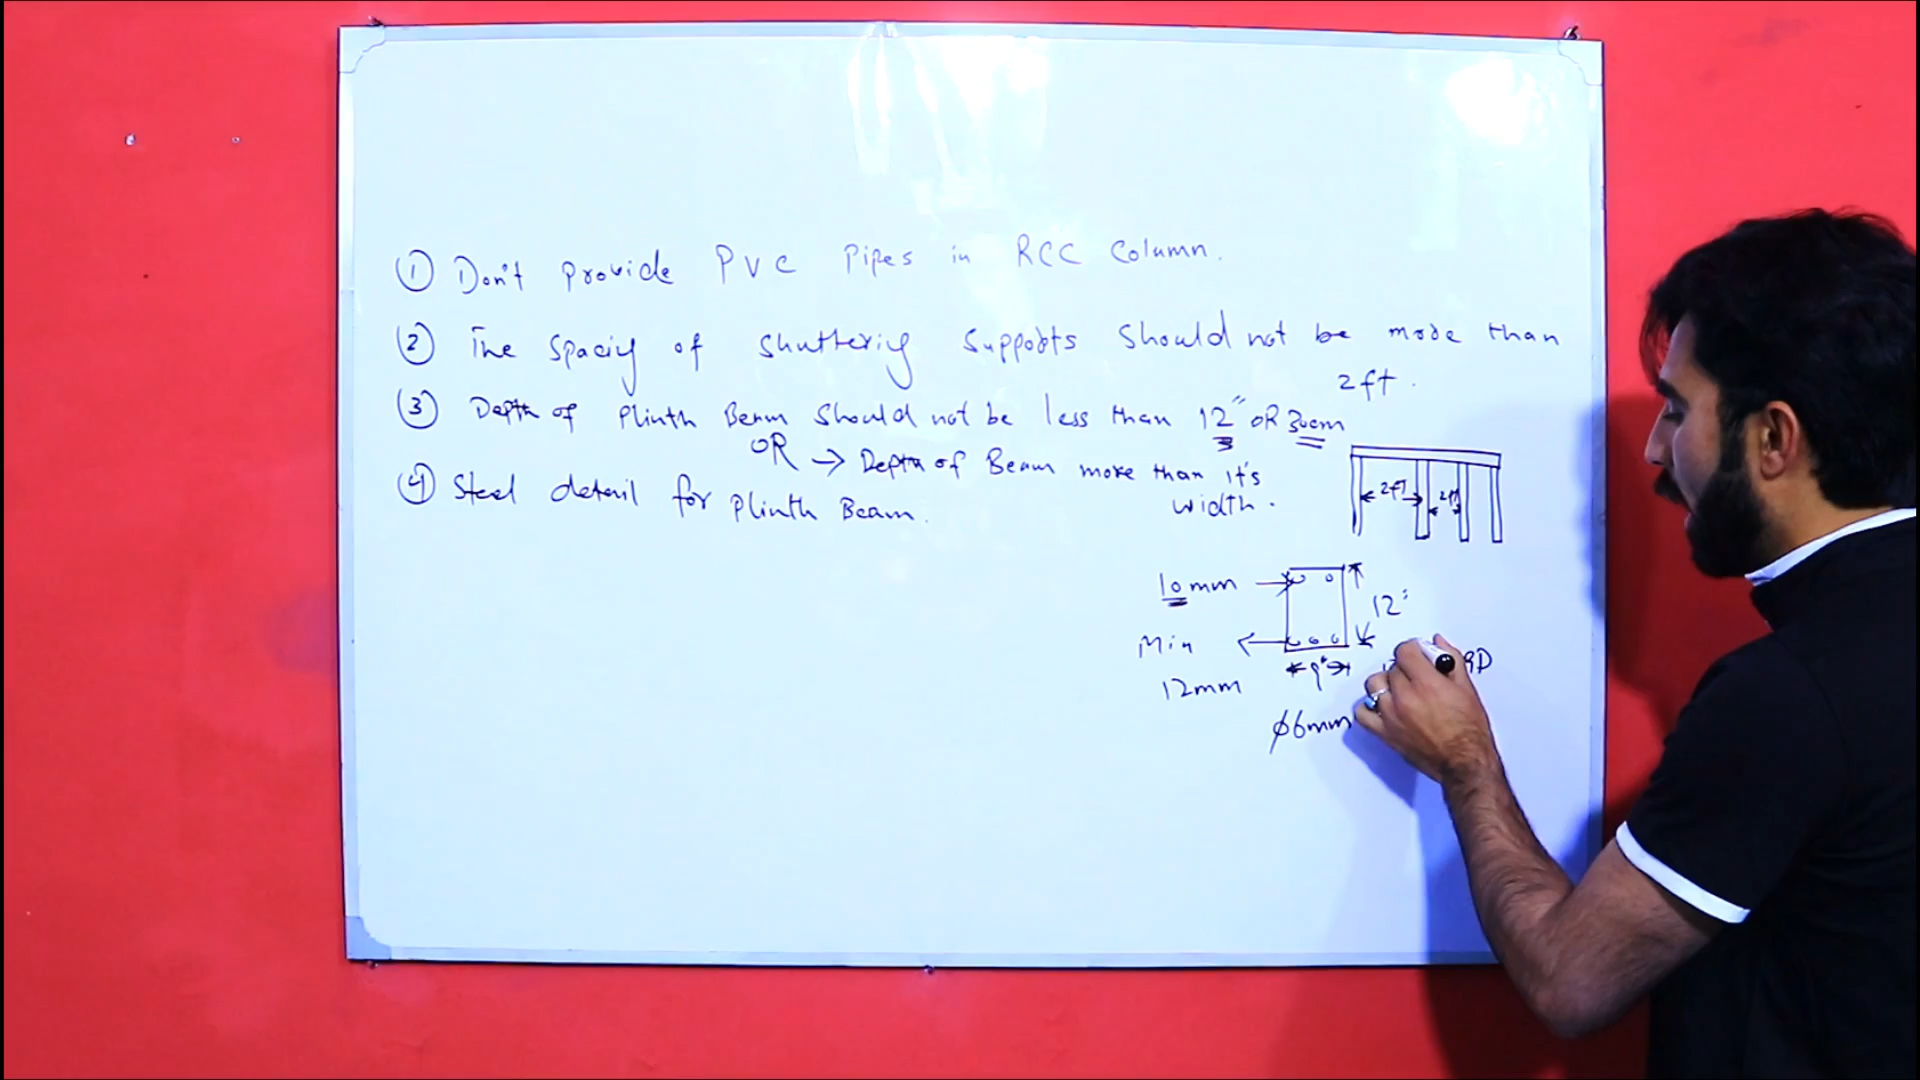 ① Don't Provide PVC Pipes in RCC Column.
② The Spacing of Shuttering Supports Should not be more than
2ft.
③ Depth of Plinth Beam Should not be less than 12" OR 30cm
OR → Depth of Beam more than it's
width.
④ Steel detail for Plinth Beam.
2ft 2ft
10mm
12"
Min
12mm
9"
φ6mm